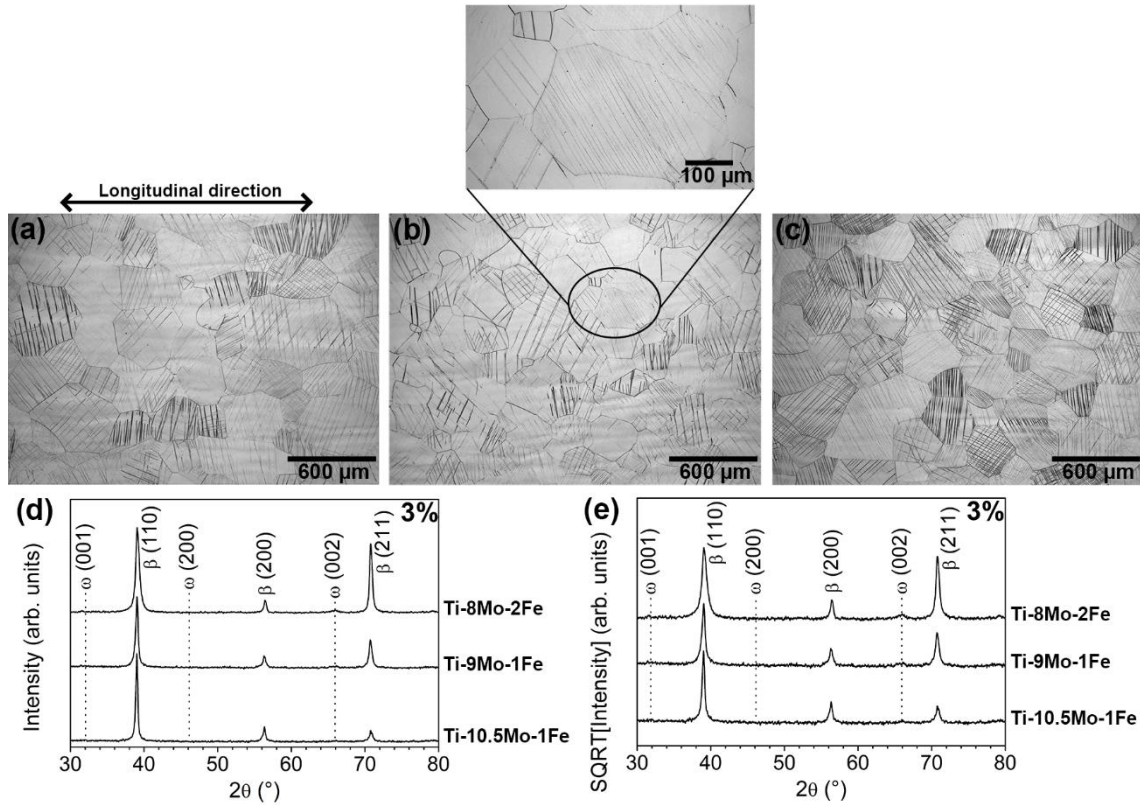 100 µm
Longitudinal direction
(a)
600 µm
(b)
600 µm
(c)
600 µm
(d)
3%
Intensity (arb. units)
ω (001)
β (110)
ω (200)
β (200)
ω (002)
β (211)
Ti-8Mo-2Fe
Ti-9Mo-1Fe
Ti-10.5Mo-1Fe
30 40 50 60 70 80
2θ (°)
(e)
3%
SQRT[Intensity] (arb. units)
ω (001)
β (110)
ω (200)
β (200)
ω (002)
β (211)
Ti-8Mo-2Fe
Ti-9Mo-1Fe
Ti-10.5Mo-1Fe
30 40 50 60 70 80
2θ (°)